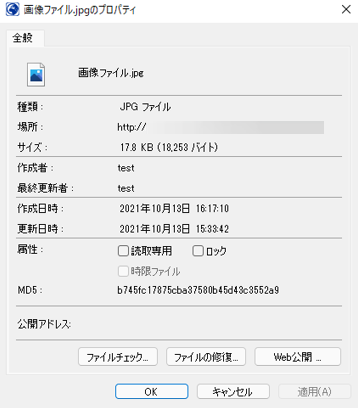 画像ファイル.jpgのプロパティ
全般
画像ファイル.jpg
種類： JPG ファイル
場所： http://
サイズ： 17.8 KB (18,253 バイト)
作成者： test
最終更新者： test
作成日時： 2021年10月13日 16:17:10
更新日時： 2021年10月13日 15:33:42
属性： 読取専用 ロック
時限ファイル
MD5： b745fc17875cba37580b45d43c3552a9
公開アドレス:
ファイルチェック... ファイルの修復... Web公開 ...
OK キャンセル 適用(A)